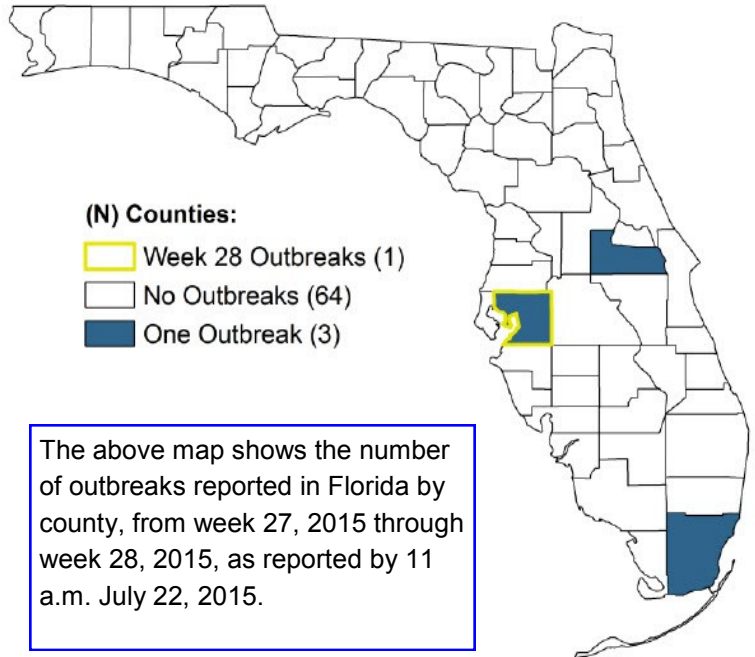 (N) Counties:
Week 28 Outbreaks (1)
No Outbreaks (64)
One Outbreak (3)
The above map shows the number
of outbreaks reported in Florida by
county, from week 27, 2015 through
week 28, 2015, as reported by 11
a.m. July 22, 2015.